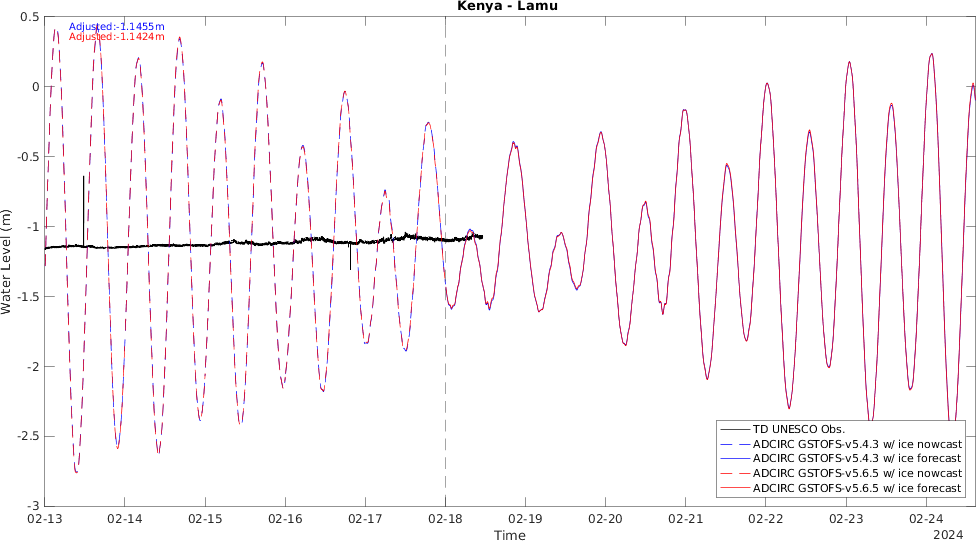 Kenya - Lamu
Adjusted:-1.1455m
Adjusted:-1.1424m
Water Level (m)
0.5
0
-0.5
-1
-1.5
-2
-2.5
-3
TD UNESCO Obs.
ADCIRC GSTOFS-v5.4.3 w/ ice nowcast
ADCIRC GSTOFS-v5.4.3 w/ ice forecast
ADCIRC GSTOFS-v5.6.5 w/ ice nowcast
ADCIRC GSTOFS-v5.6.5 w/ ice forecast
02-13 02-14 02-15 02-16 02-17 02-18 02-19 02-20 02-21 02-22 02-23 02-24
Time
2024